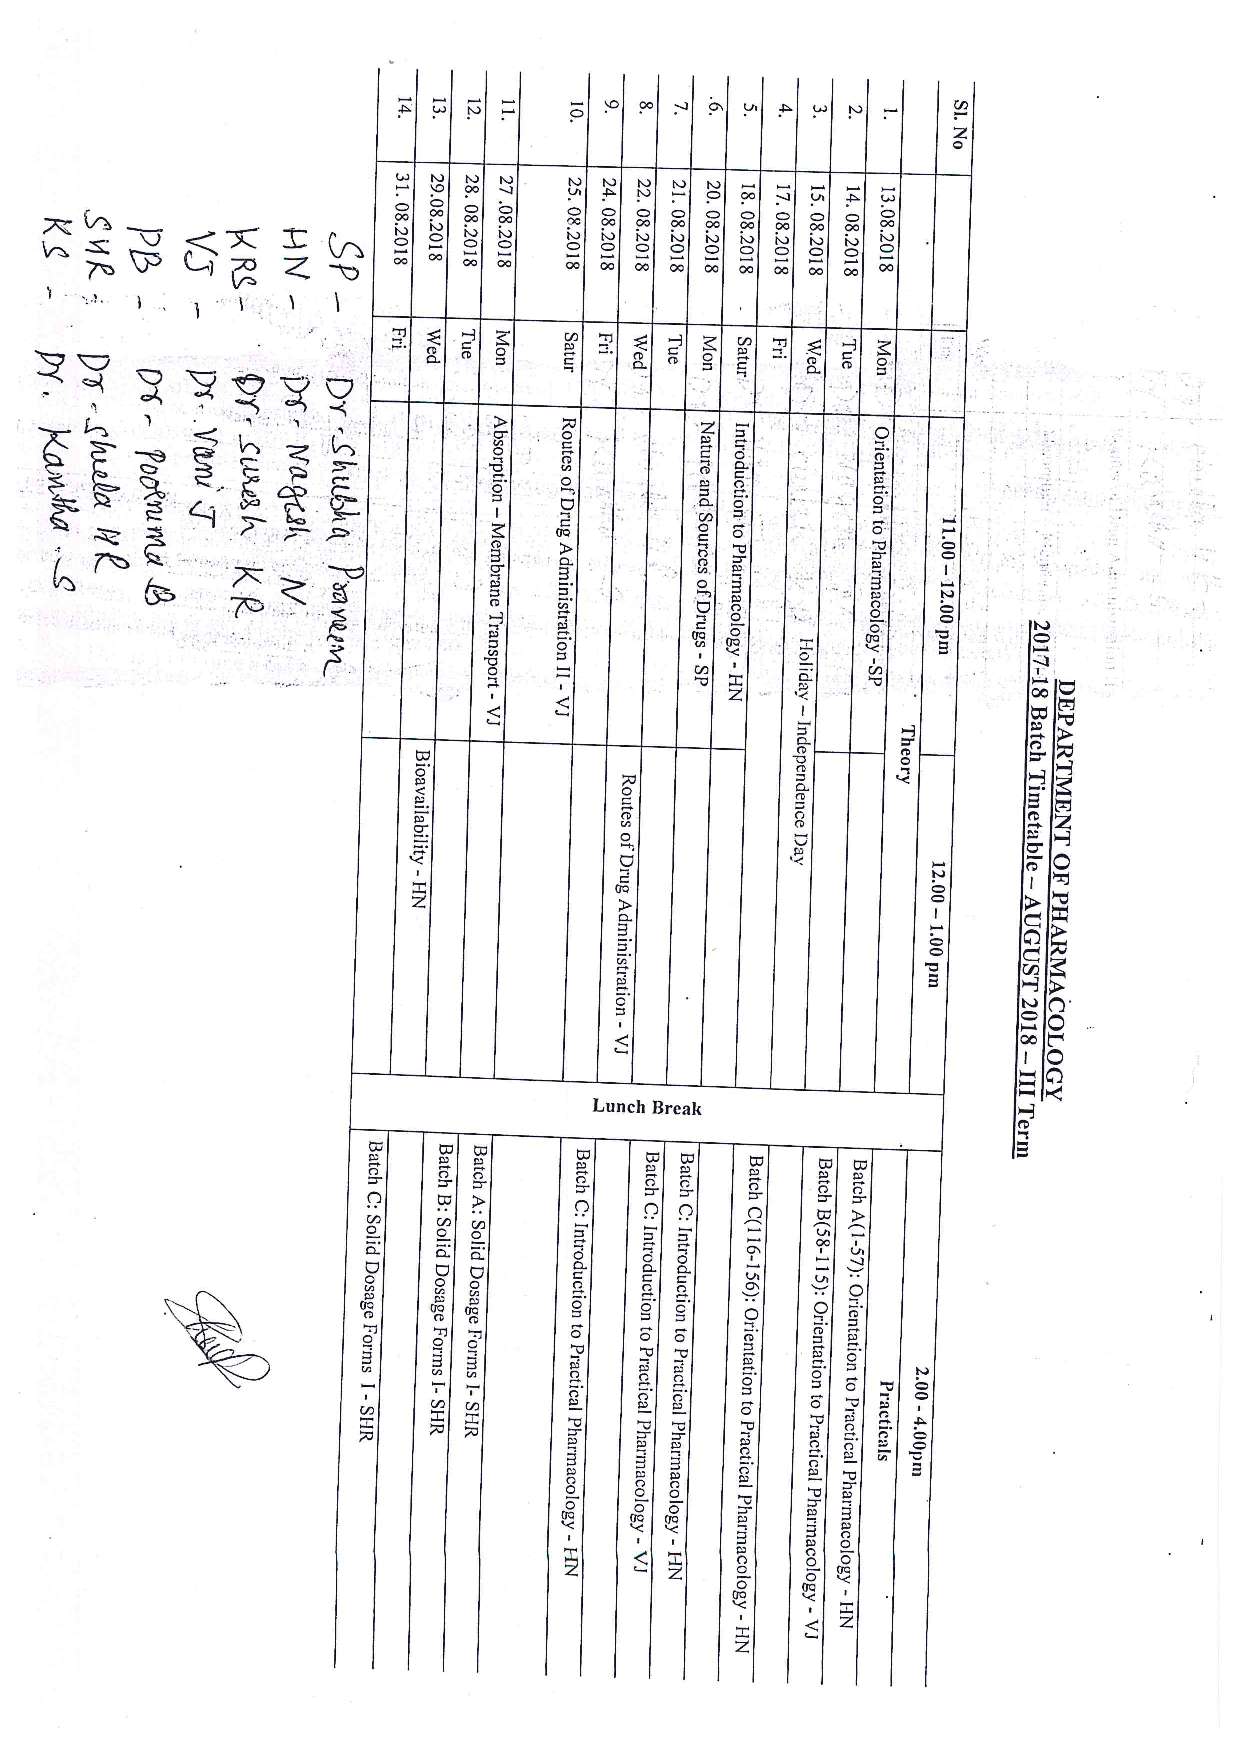 DEPARTMENT OF PHARMACOLOGY
2017-18 Batch Timetable – AUGUST 2018 – III Term
Sl. No 11.00 – 12.00 pm 12.00 – 1.00 pm 2.00 - 4.00pm
Theory Practicals
1. 13.08.2018 Mon Orientation to Pharmacology -SP
2. 14. 08.2018 Tue Batch A(1-57): Orientation to Practical Pharmacology - HN
3. 15. 08.2018 Wed Holiday – Independence Day Batch B(58-115): Orientation to Practical Pharmacology - VJ
4. 17. 08.2018 Fri
5. 18. 08.2018 Satur Introduction to Pharmacology - HN Batch C(116-156): Orientation to Practical Pharmacology - HN
6. 20. 08.2018 Mon Nature and Sources of Drugs - SP
7. 21. 08.2018 Tue Batch C: Introduction to Practical Pharmacology - HN
8. 22. 08.2018 Wed Routes of Drug Administration - VJ Batch C: Introduction to Practical Pharmacology - VJ
9. 24. 08.2018 Fri
10. 25. 08.2018 Satur Routes of Drug Administration II - VJ Batch C: Introduction to Practical Pharmacology - HN
11. 27 .08.2018 Mon Absorption – Membrane Transport - VJ
12. 28. 08.2018 Tue Batch A: Solid Dosage Forms I- SHR
13. 29.08.2018 Wed Bioavailability - HN Batch B: Solid Dosage Forms I- SHR
14. 31. 08.2018 Fri Batch C: Solid Dosage Forms I - SHR
Lunch Break
SP - Dr. Shubha Praveen
HN - Dr. Nagesh N
KRS - Dr. Suresh KR
VJ - Dr. Vani J
PB - Dr. Poornima B
SHR - Dr. Shiela HR
KS - Dr. Kantha. S